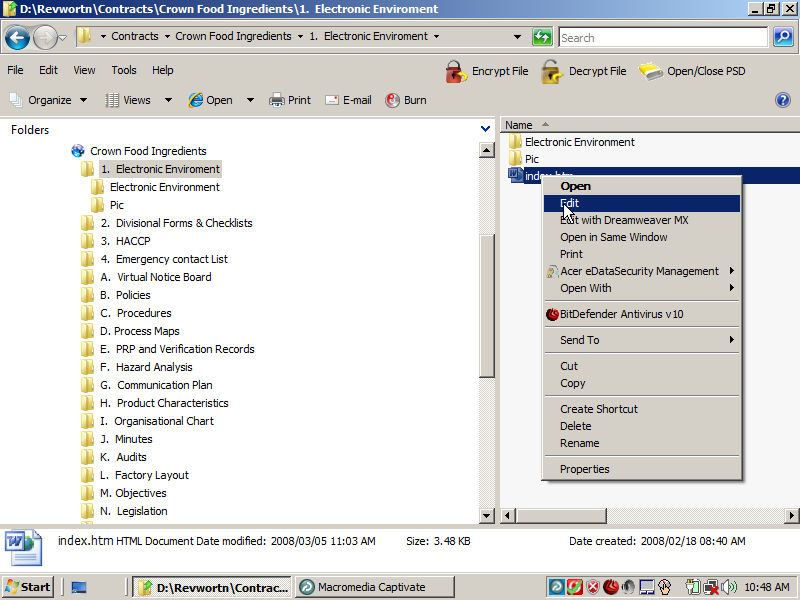 D:\Revwortn\Contracts\Crown Food Ingredients\1. Electronic Enviroment
Contracts Crown Food Ingredients 1. Electronic Enviroment
Search
File Edit View Tools Help
Encrypt File Decrypt File Open/Close PSD
Organize Views Open Print E-mail Burn
Folders
Crown Food Ingredients
1. Electronic Enviroment
Electronic Environment
Pic
2. Divisional Forms & Checklists
3. HACCP
4. Emergency contact List
A. Virtual Notice Board
B. Policies
C. Procedures
D. Process Maps
E. PRP and Verification Records
F. Hazard Analysis
G. Communication Plan
H. Product Characteristics
I. Organisational Chart
J. Minutes
K. Audits
L. Factory Layout
M. Objectives
N. Legislation
Name
Electronic Environment
Pic
index.htm
Open
Edit
Edit with Dreamweaver MX
Open in Same Window
Print
Acer eDataSecurity Management
Open With
BitDefender Antivirus v10
Send To
Cut
Copy
Create Shortcut
Delete
Rename
Properties
index.htm HTML Document Date modified: 2008/03/05 11:03 AM Size: 3.48 KB Date created: 2008/02/18 08:40 AM
Start D:\Revwortn\Contrac... Macromedia Captivate 10:48 AM